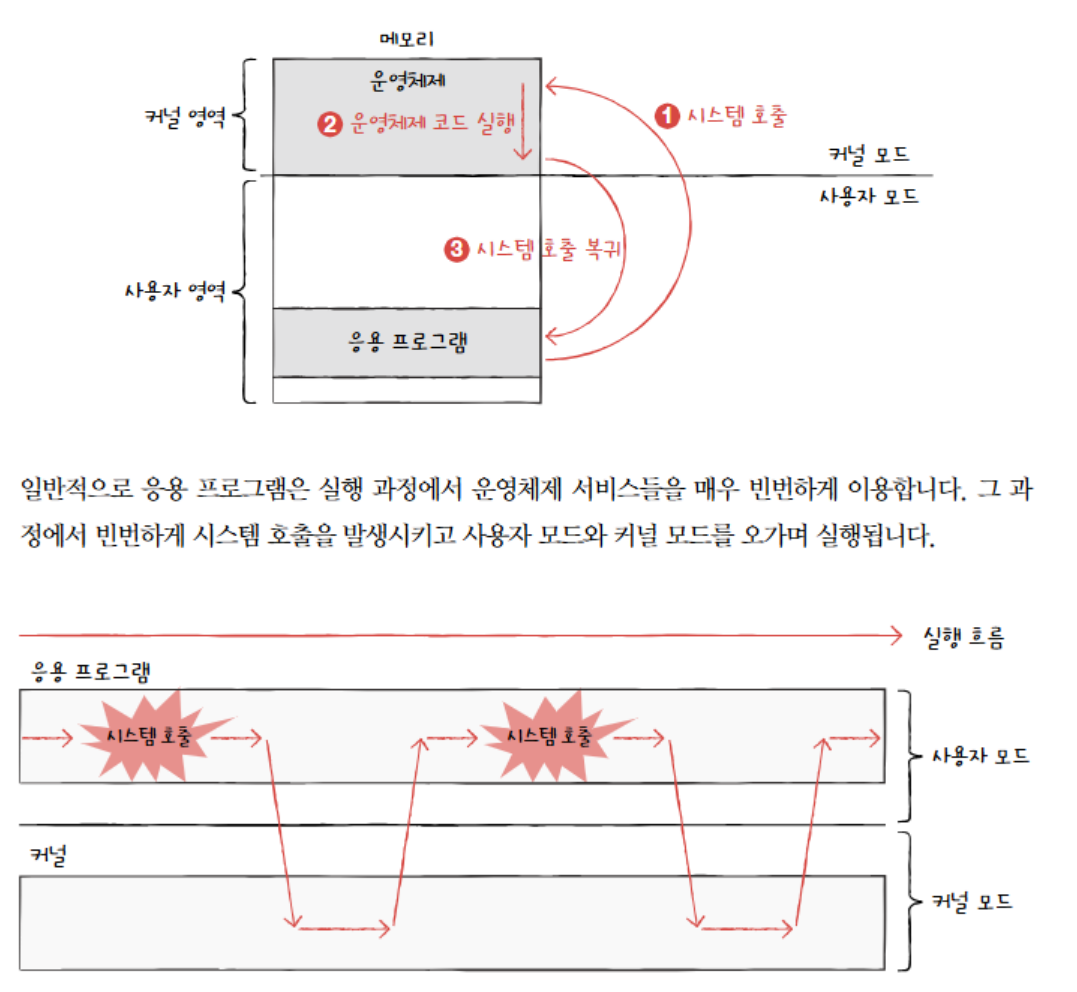 메모리
운영체제
커널 영역
❷ 운영체제 코드 실행
❶ 시스템 호출
커널 모드
사용자 모드
❸ 시스템 호출 복귀
사용자 영역
응용 프로그램
일반적으로 응용 프로그램은 실행 과정에서 운영체제 서비스들을 매우 빈번하게 이용합니다. 그 과
정에서 빈번하게 시스템 호출을 발생시키고 사용자 모드와 커널 모드를 오가며 실행됩니다.
실행 흐름
응용 프로그램
시스템 호출
시스템 호출
사용자 모드
커널
커널 모드